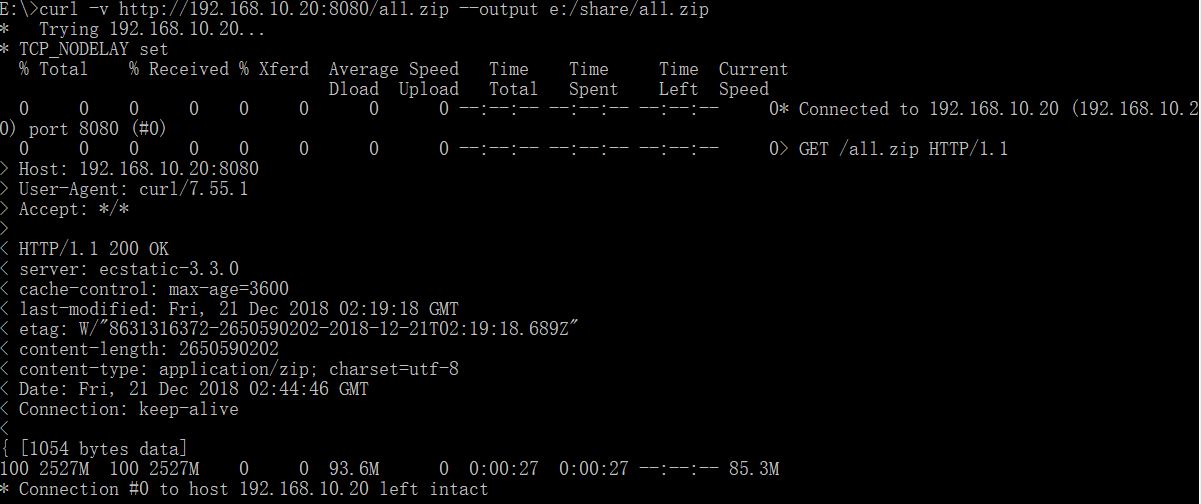 E:\>curl -v http://192.168.10.20:8080/all.zip --output e:/share/all.zip
*   Trying 192.168.10.20...
* TCP_NODELAY set
  % Total    % Received % Xferd  Average Speed   Time    Time     Time  Current
                                 Dload  Upload   Total   Spent    Left  Speed
  0     0    0     0    0     0      0      0 --:--:-- --:--:-- --:--:--     0* Connected to 192.168.10.20 (192.168.10.2
0) port 8080 (#0)
  0     0    0     0    0     0      0      0 --:--:-- --:--:-- --:--:--     0> GET /all.zip HTTP/1.1
> Host: 192.168.10.20:8080
> User-Agent: curl/7.55.1
> Accept: */*
>
< HTTP/1.1 200 OK
< server: ecstatic-3.3.0
< cache-control: max-age=3600
< last-modified: Fri, 21 Dec 2018 02:19:18 GMT
< etag: W/"8631316372-2650590202-2018-12-21T02:19:18.689Z"
< content-length: 2650590202
< content-type: application/zip; charset=utf-8
< Date: Fri, 21 Dec 2018 02:44:46 GMT
< Connection: keep-alive
<
{ [1054 bytes data]
100 2527M  100 2527M    0     0  93.6M      0  0:00:27  0:00:27 --:--:-- 85.3M
* Connection #0 to host 192.168.10.20 left intact